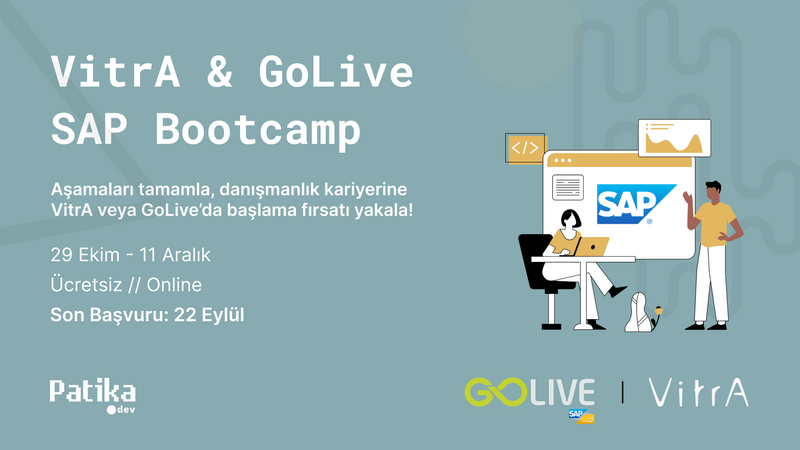 VitrA & GoLive
SAP Bootcamp
Aşamaları tamamla, danışmanlık kariyerine
VitrA veya GoLive’da başlama fırsatı yakala!
29 Ekim - 11 Aralık
Ücretsiz // Online
Son Başvuru: 22 Eylül
</>
SAP®
Patika
.dev
GOLIVE
SAP
VitrA